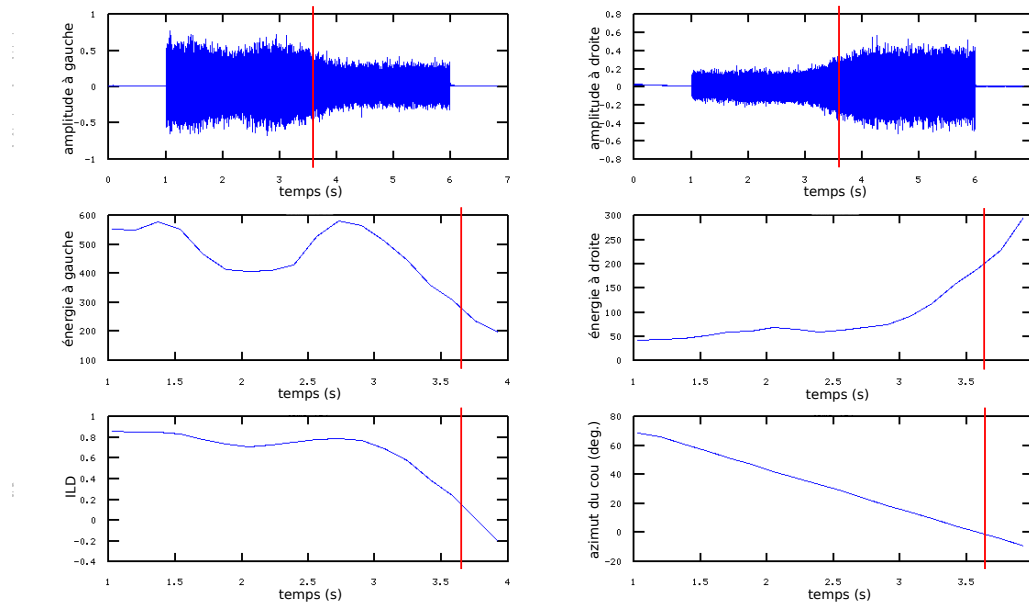 amplitude à gauche
1
0.5
0
-0.5
-1
0 1 2 3 4 5 6 7
temps (s)
amplitude à droite
0.8
0.6
0.4
0.2
0
-0.2
-0.4
-0.6
-0.8
0 1 2 3 4 5 6
temps (s)
énergie à gauche
600
500
400
300
200
100
1 1.5 2 2.5 3 3.5 4
temps (s)
énergie à droite
300
250
200
150
100
50
0
1 1.5 2 2.5 3 3.5
temps (s)
ILD
1
0.8
0.6
0.4
0.2
0
-0.2
-0.4
1 1.5 2 2.5 3 3.5 4
temps (s)
azimut du cou (deg.)
80
60
40
20
0
-20
1 1.5 2 2.5 3 3.5
temps (s)